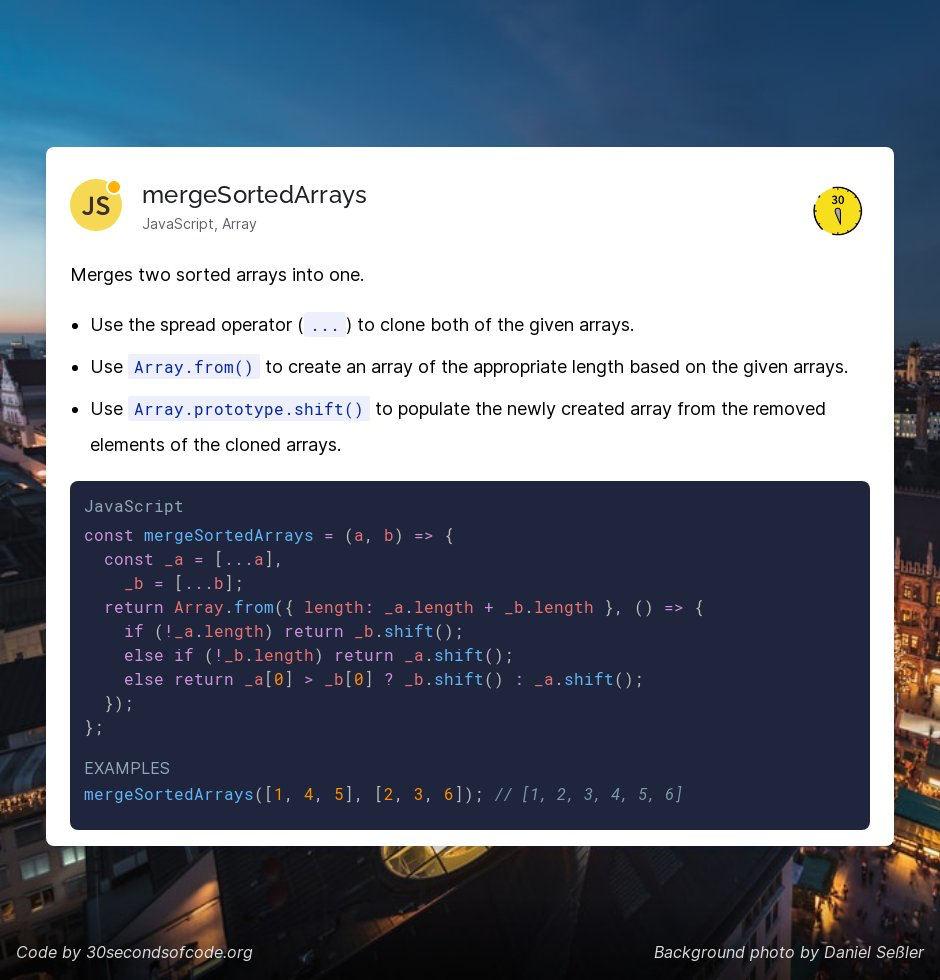 JS
mergeSortedArrays
30
JavaScript, Array
Merges two sorted arrays into one.
Use the spread operator (...) to clone both of the given arrays.
Use Array.from() to create an array of the appropriate length based on the given arrays.
Use Array.prototype.shift() to populate the newly created array from the removed
elements of the cloned arrays.
JavaScript
const mergeSortedArrays = (a, b) => {
  const _a = [...a],
    _b = [...b];
  return Array.from({ length: _a.length + _b.length }, () => {
    if (!_a.length) return _b.shift();
    else if (!_b.length) return _a.shift();
    else return _a[0] > _b[0] ? _b.shift() : _a.shift();
  });
};
EXAMPLES
mergeSortedArrays([1, 4, 5], [2, 3, 6]); // [1, 2, 3, 4, 5, 6]
Code by 30secondsofcode.org
Background photo by Daniel Seßler